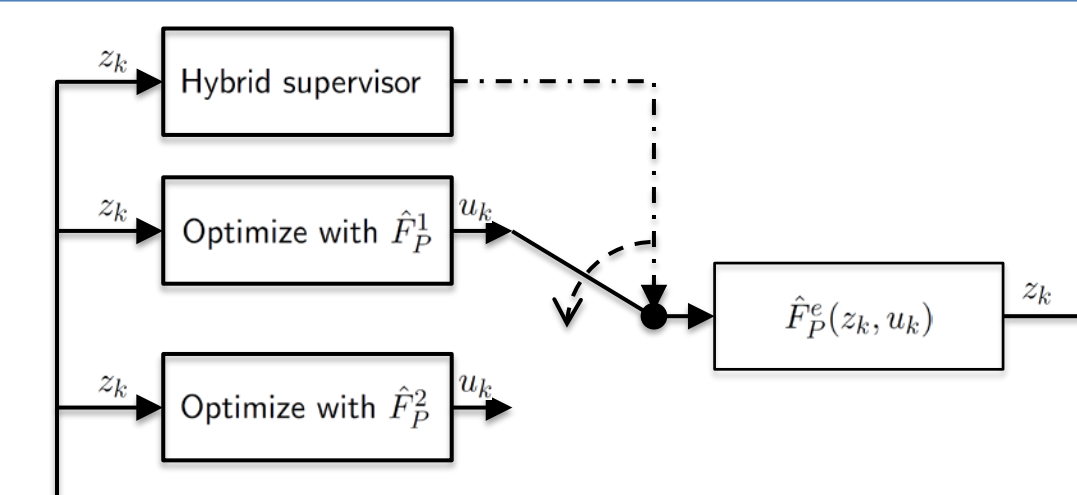 z_k
Hybrid supervisor
z_k
Optimize with \hat{F}_P^1
u_k
\hat{F}_P^e(z_k, u_k)
z_k
z_k
Optimize with \hat{F}_P^2
u_k